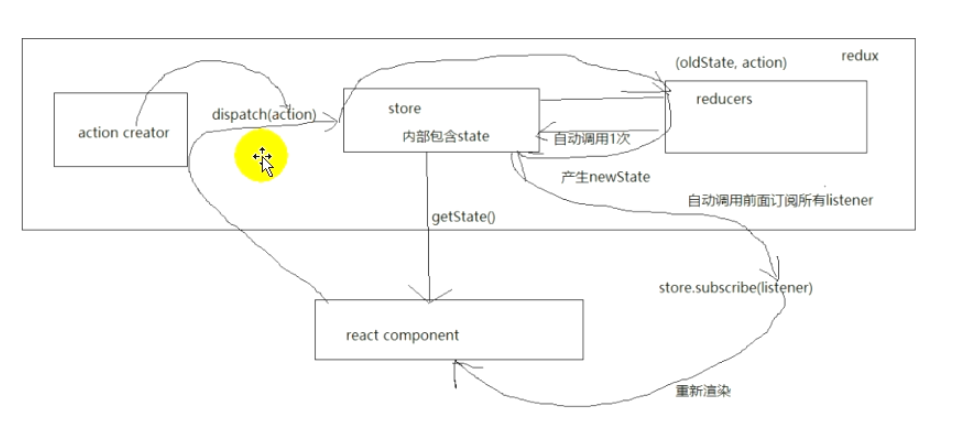 redux
(oldState, action)
reducers
action creator
dispatch(action)
store
内部包含state
自动调用1次
产生newState
自动调用前面订阅所有listener
getState()
store.subscribe(listener)
react component
重新渲染